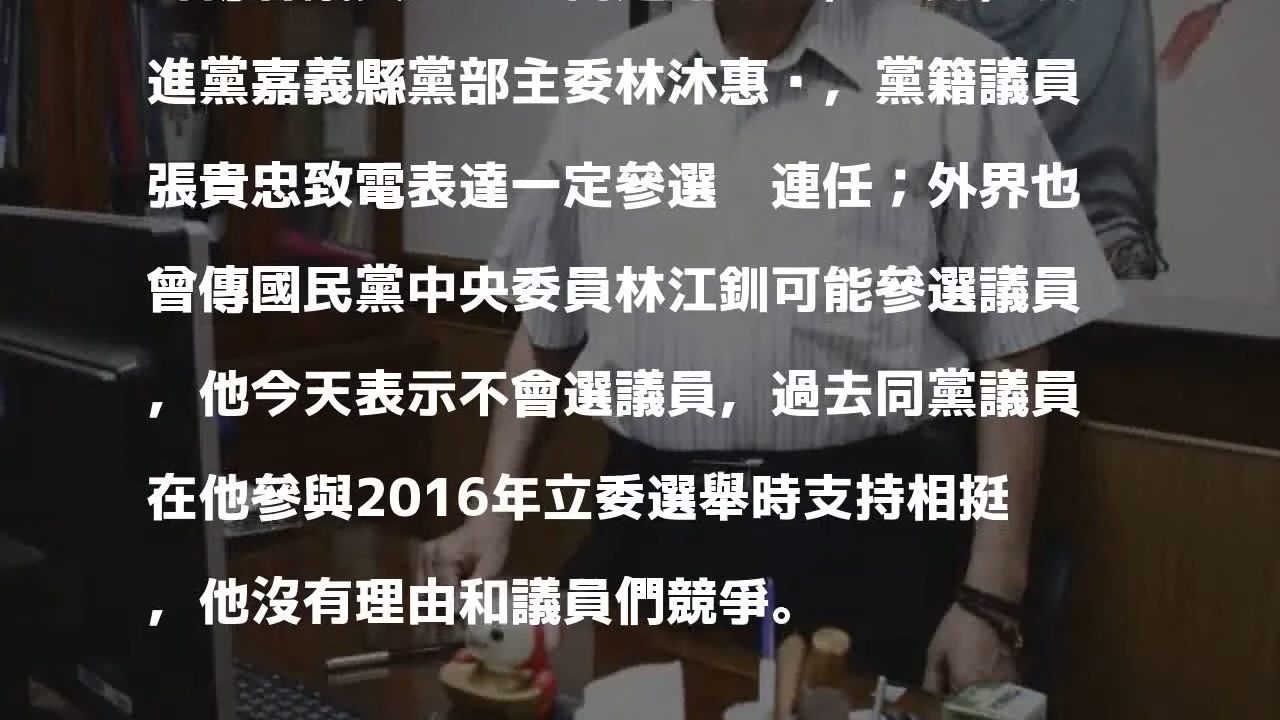 進黨嘉義縣黨部主委林沐惠·，黨籍議員
張貴忠致電表達一定參選　連任；外界也
曾傳國民黨中央委員林江釧可能參選議員
，他今天表示不會選議員，過去同黨議員
在他參與2016年立委選舉時支持相挺
，他沒有理由和議員們競爭。